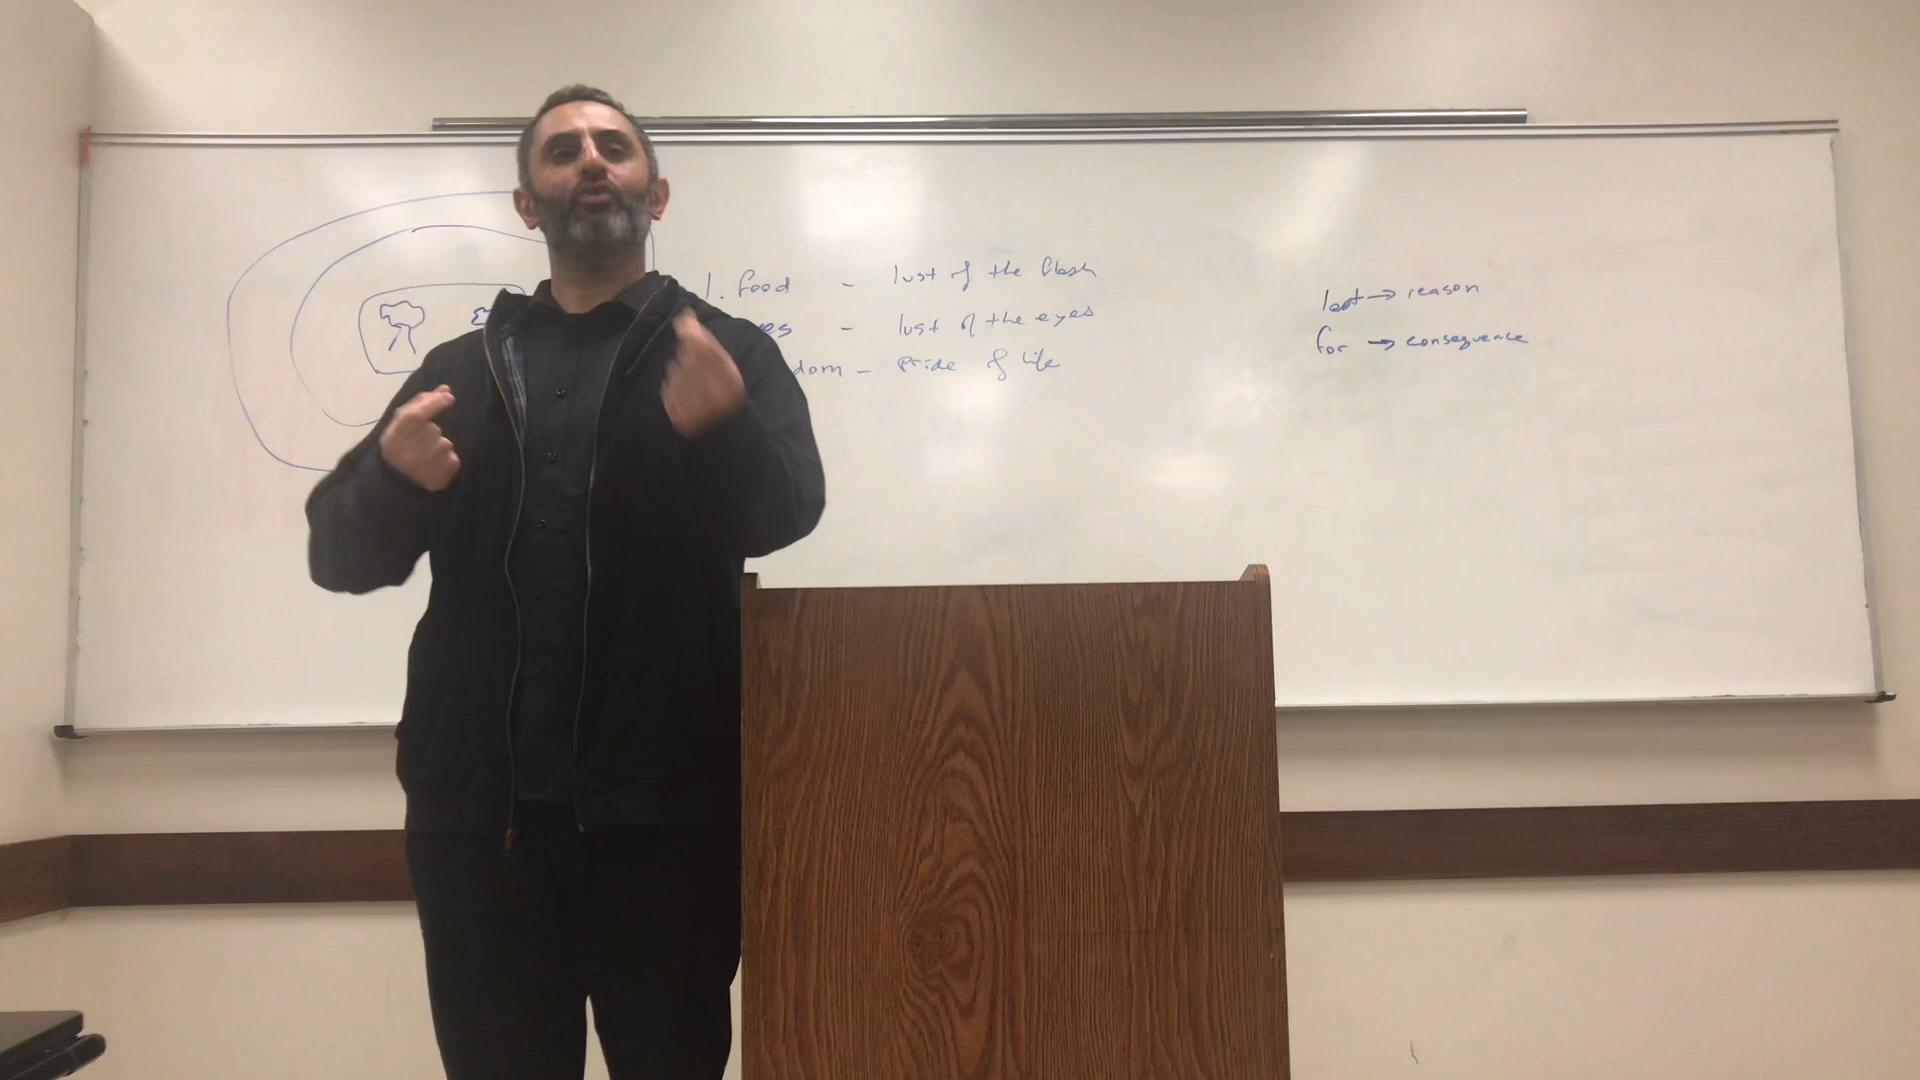 1. food - lust of the flesh
es - lust of the eyes
dom - Pride of life
lest → reason
for → consequence